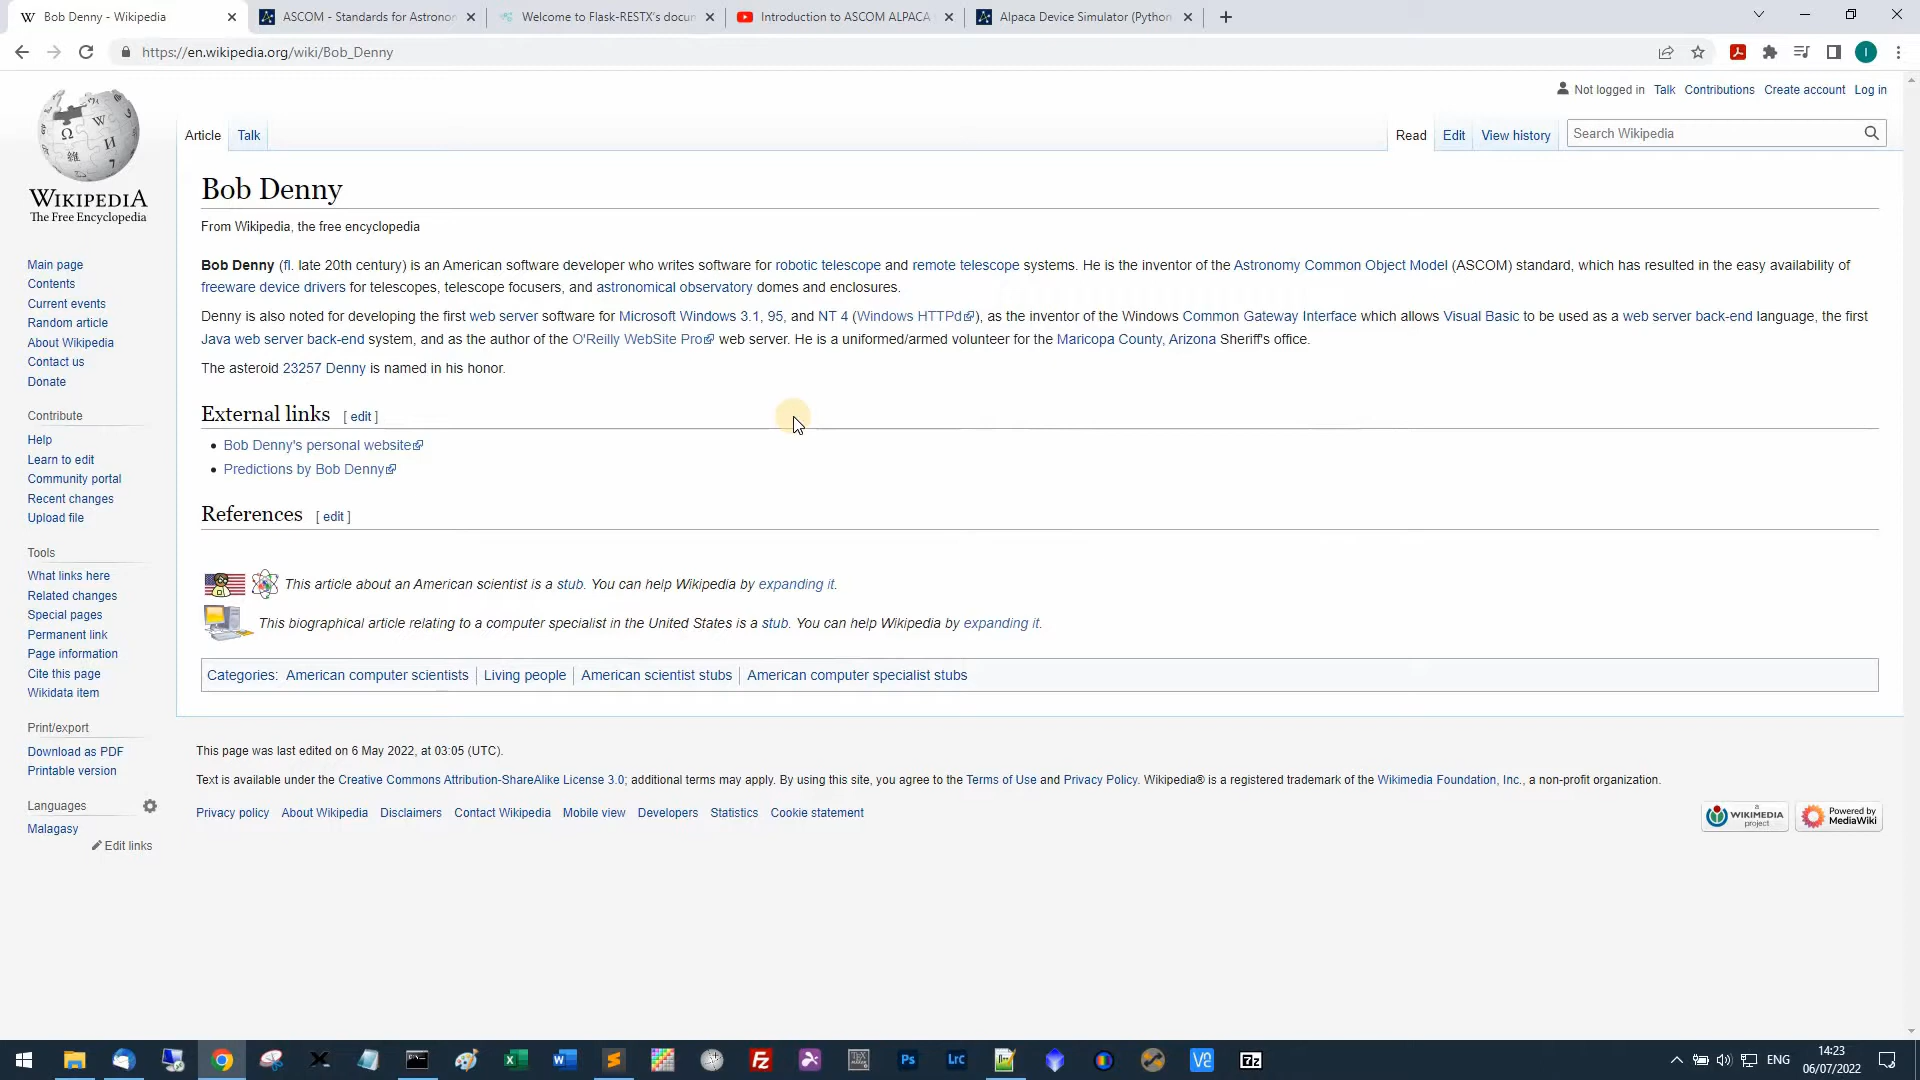 Bob Denny - Wikipedia
ASCOM - Standards for Astrono
Welcome to Flask-RESTX's docun
Introduction to ASCOM ALPACA
Alpaca Device Simulator (Python
https://en.wikipedia.org/wiki/Bob_Denny
I
Not logged in Talk Contributions Create account Log in
Article Talk
Read Edit View history
Search Wikipedia
WIKIPEDIA
The Free Encyclopedia
Main page
Contents
Current events
Random article
About Wikipedia
Contact us
Donate
Contribute
Help
Learn to edit
Community portal
Recent changes
Upload file
Tools
What links here
Related changes
Special pages
Permanent link
Page information
Cite this page
Wikidata item
Print/export
Download as PDF
Printable version
Languages
Malagasy
Edit links
Bob Denny
From Wikipedia, the free encyclopedia
Bob Denny (fl. late 20th century) is an American software developer who writes software for robotic telescope and remote telescope systems. He is the inventor of the Astronomy Common Object Model (ASCOM) standard, which has resulted in the easy availability of
freeware device drivers for telescopes, telescope focusers, and astronomical observatory domes and enclosures.
Denny is also noted for developing the first web server software for Microsoft Windows 3.1, 95, and NT 4 (Windows HTTPd), as the inventor of the Windows Common Gateway Interface which allows Visual Basic to be used as a web server back-end language, the first
Java web server back-end system, and as the author of the O'Reilly WebSite Pro web server. He is a uniformed/armed volunteer for the Maricopa County, Arizona Sheriff's office.
The asteroid 23257 Denny is named in his honor.
External links [ edit ]
Bob Denny's personal website
Predictions by Bob Denny
References [ edit ]
This article about an American scientist is a stub. You can help Wikipedia by expanding it.
This biographical article relating to a computer specialist in the United States is a stub. You can help Wikipedia by expanding it.
Categories: American computer scientists | Living people | American scientist stubs | American computer specialist stubs
This page was last edited on 6 May 2022, at 03:05 (UTC).
Text is available under the Creative Commons Attribution-ShareAlike License 3.0; additional terms may apply. By using this site, you agree to the Terms of Use and Privacy Policy. Wikipedia® is a registered trademark of the Wikimedia Foundation, Inc., a non-profit organization.
Privacy policy About Wikipedia Disclaimers Contact Wikipedia Mobile view Developers Statistics Cookie statement
a WIKIMEDIA project
Powered by MediaWiki
Ps
Lrc
7z
ENG
14:23
06/07/2022